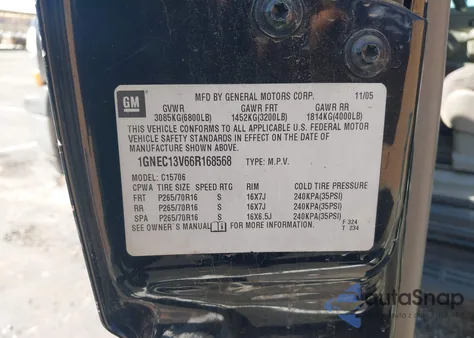 GM
MFD BY GENERAL MOTORS CORP. 11/05
GVWR GAWR FRT GAWR RR
3085KG(6800LB) 1452KG(3200LB) 1814KG(4000LB)
THIS VEHICLE CONFORMS TO ALL APPLICABLE U.S. FEDERAL MOTOR
VEHICLE SAFETY STANDARDS IN EFFECT ON THE DATE OF
MANUFACTURE SHOWN ABOVE.
1GNEC13V66R168568 TYPE: M.P.V.
MODEL: C15706
CPWA TIRE SIZE SPEED RTG RIM COLD TIRE PRESSURE
FRT P265/70R16 S 16X7J 240KPA(35PSI)
RR P265/70R16 S 16X7J 240KPA(35PSI)
SPA P265/70R16 S 16X6.5J 240KPA(35PSI)
SEE OWNER'S MANUAL FOR MORE INFORMATION.
F 324
T 234
AutoSnap